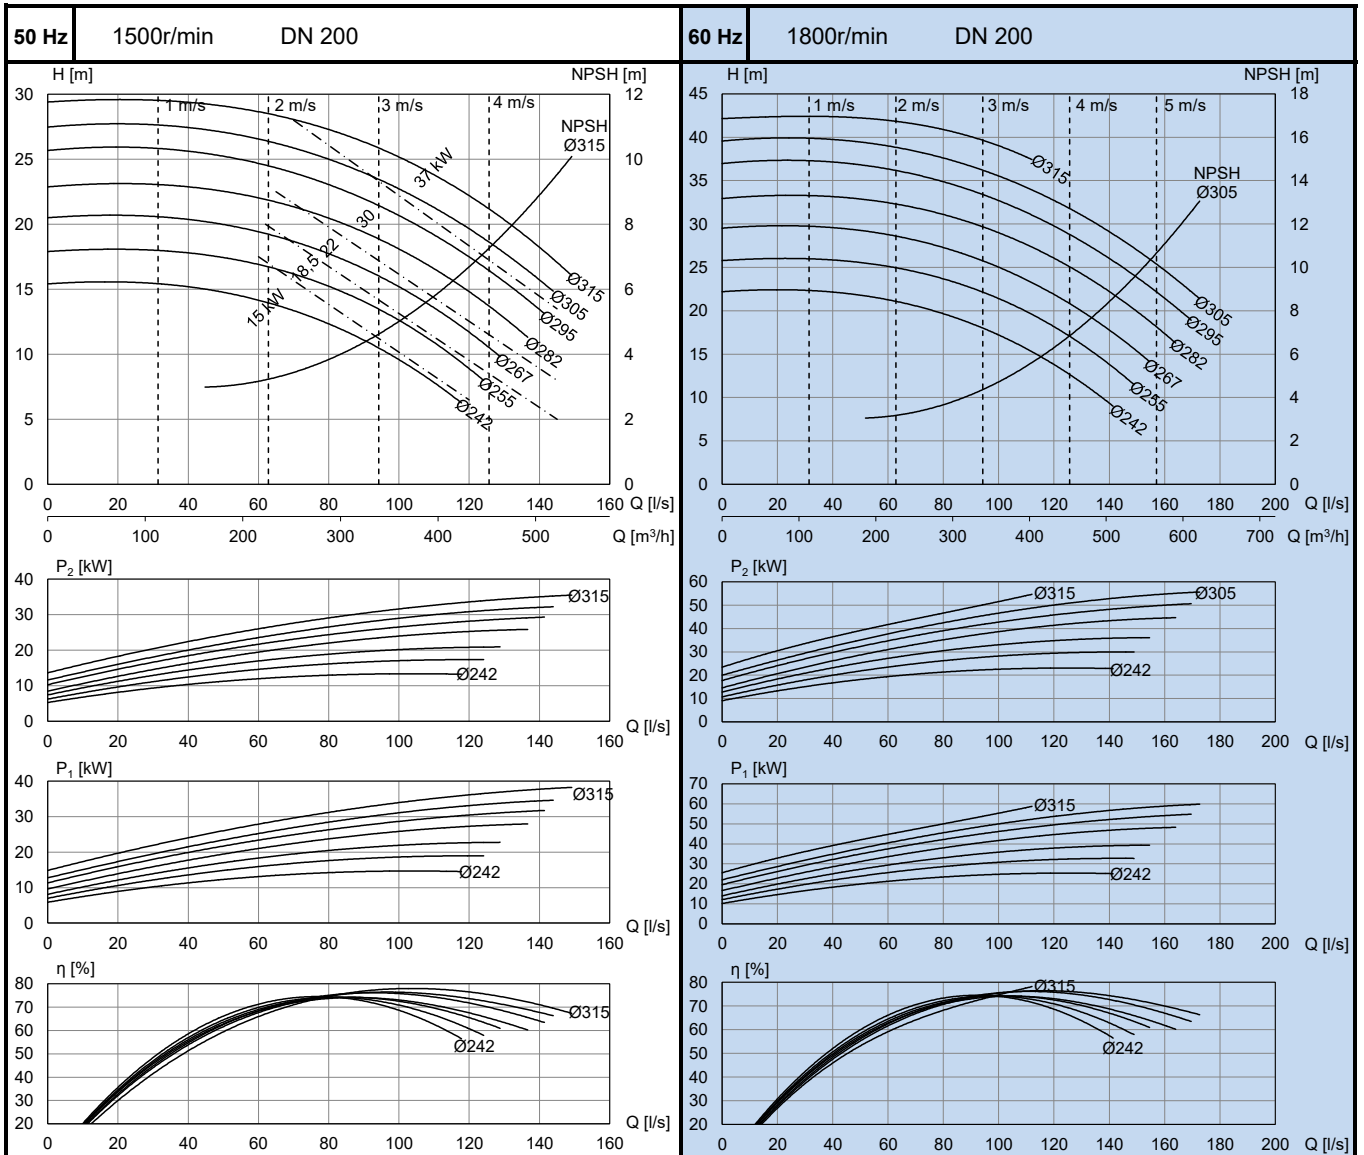 50 Hz 1500r/min DN 200
H [m] NPSH [m]
30 1 m/s 2 m/s 3 m/s 4 m/s 12
NPSH
Ø315
25 37 kW 10
20 30 8
22
18,5
15 15 kW 6
Ø315
Ø305
Ø295
10 Ø282 4
Ø267
Ø255
Ø242
5 2
0 0
0 20 40 60 80 100 120 140 160 Q [l/s]
0 100 200 300 400 500 Q [m³/h]
P₂ [kW]
40
30 Ø315
20
10 Ø242
0
0 20 40 60 80 100 120 140 160 Q [l/s]
P₁ [kW]
40
30 Ø315
20
10 Ø242
0
0 20 40 60 80 100 120 140 160 Q [l/s]
η [%]
80
70 Ø315
60
50 Ø242
40
30
20
0 20 40 60 80 100 120 140 160 Q [l/s]
60 Hz 1800r/min DN 200
H [m] NPSH [m]
45 1 m/s 2 m/s 3 m/s 4 m/s 5 m/s 18
40 16
Ø315
35 NPSH 14
Ø305
30 12
25 10
20 Ø305 8
Ø295
15 Ø282 6
Ø267
10 Ø255 4
Ø242
5 2
0 0
0 20 40 60 80 100 120 140 160 180 200 Q [l/s]
0 100 200 300 400 500 600 700 Q [m³/h]
P₂ [kW]
60
50 Ø315 Ø305
40
30
20 Ø242
10
0
0 20 40 60 80 100 120 140 160 180 200 Q [l/s]
P₁ [kW]
70
60 Ø315
50
40
30
20 Ø242
10
0
0 20 40 60 80 100 120 140 160 180 200 Q [l/s]
η [%]
80 Ø315
70
60
50 Ø242
40
30
20
0 20 40 60 80 100 120 140 160 180 200 Q [l/s]